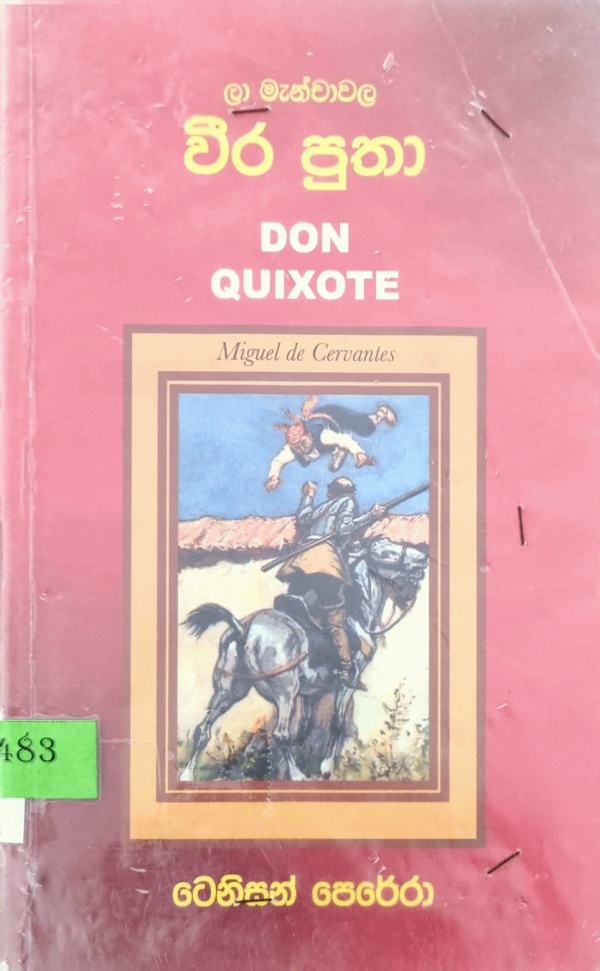 ලා මැන්චාවල
වීර පුතා
DON
QUIXOTE
Miguel de Cervantes
483
ටෙනිසන් පෙරේරා